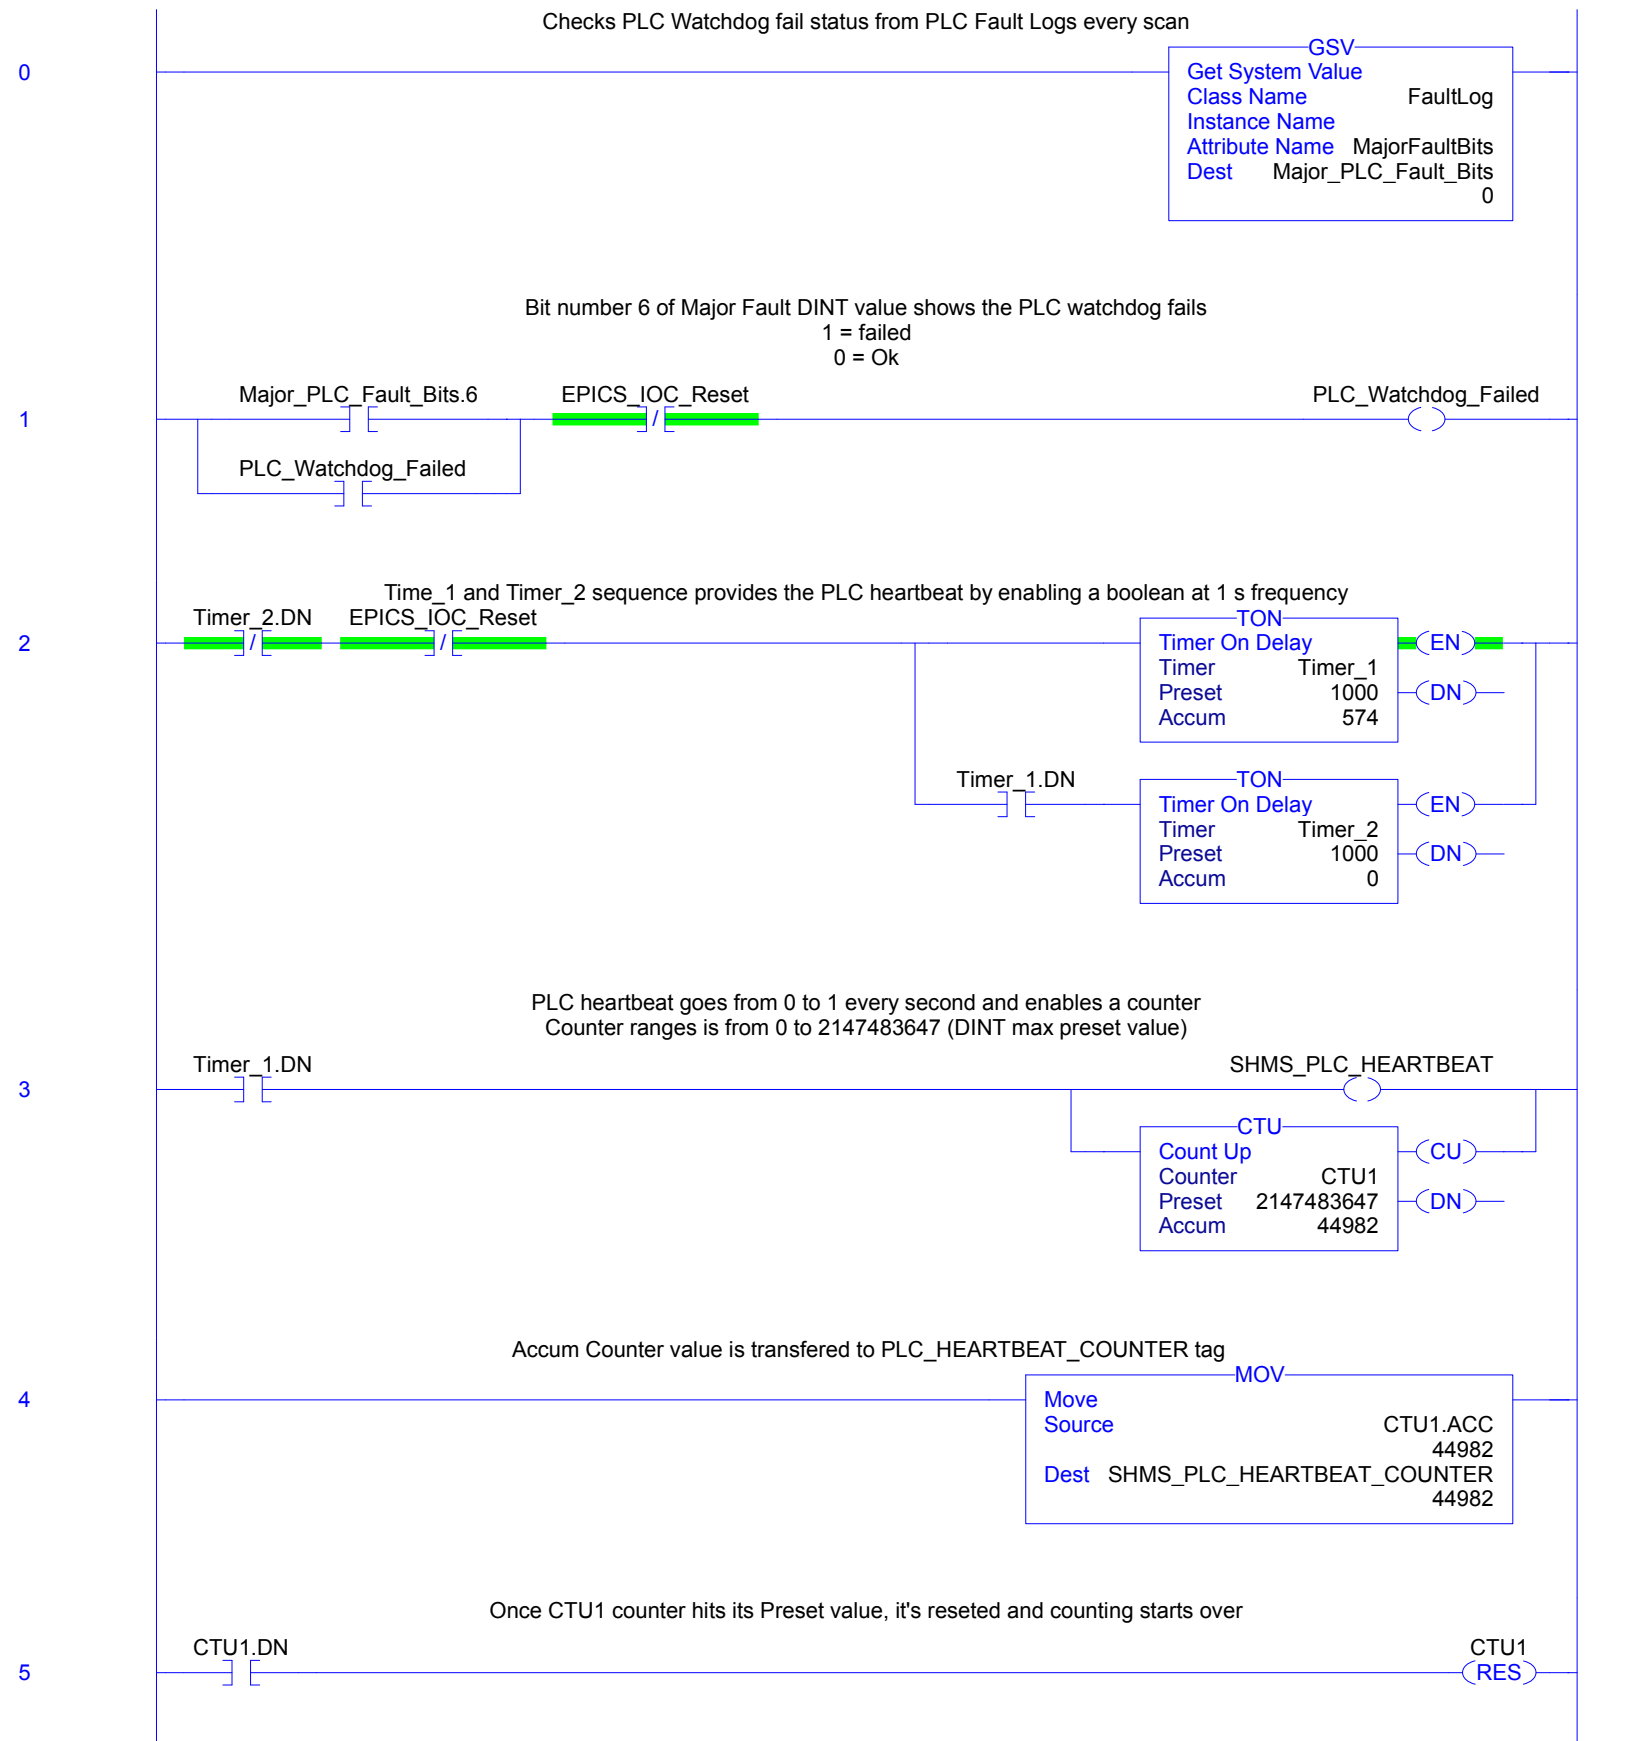 Checks PLC Watchdog fail status from PLC Fault Logs every scan
0
GSV
Get System Value
Class Name FaultLog
Instance Name
Attribute Name MajorFaultBits
Dest Major_PLC_Fault_Bits
0
Bit number 6 of Major Fault DINT value shows the PLC watchdog fails
1 = failed
0 = Ok
Major_PLC_Fault_Bits.6 EPICS_IOC_Reset PLC_Watchdog_Failed
1
/
PLC_Watchdog_Failed
Time_1 and Timer_2 sequence provides the PLC heartbeat by enabling a boolean at 1 s frequency
Timer_2.DN EPICS_IOC_Reset
2
/ /
TON
Timer On Delay EN
Timer Timer_1
Preset 1000 DN
Accum 574
Timer_1.DN
TON
Timer On Delay EN
Timer Timer_2
Preset 1000 DN
Accum 0
PLC heartbeat goes from 0 to 1 every second and enables a counter
Counter ranges is from 0 to 2147483647 (DINT max preset value)
Timer_1.DN SHMS_PLC_HEARTBEAT
3
CTU
Count Up CU
Counter CTU1
Preset 2147483647 DN
Accum 44982
Accum Counter value is transfered to PLC_HEARTBEAT_COUNTER tag
4
MOV
Move
Source CTU1.ACC
44982
Dest SHMS_PLC_HEARTBEAT_COUNTER
44982
Once CTU1 counter hits its Preset value, it's reseted and counting starts over
CTU1.DN CTU1
5 RES